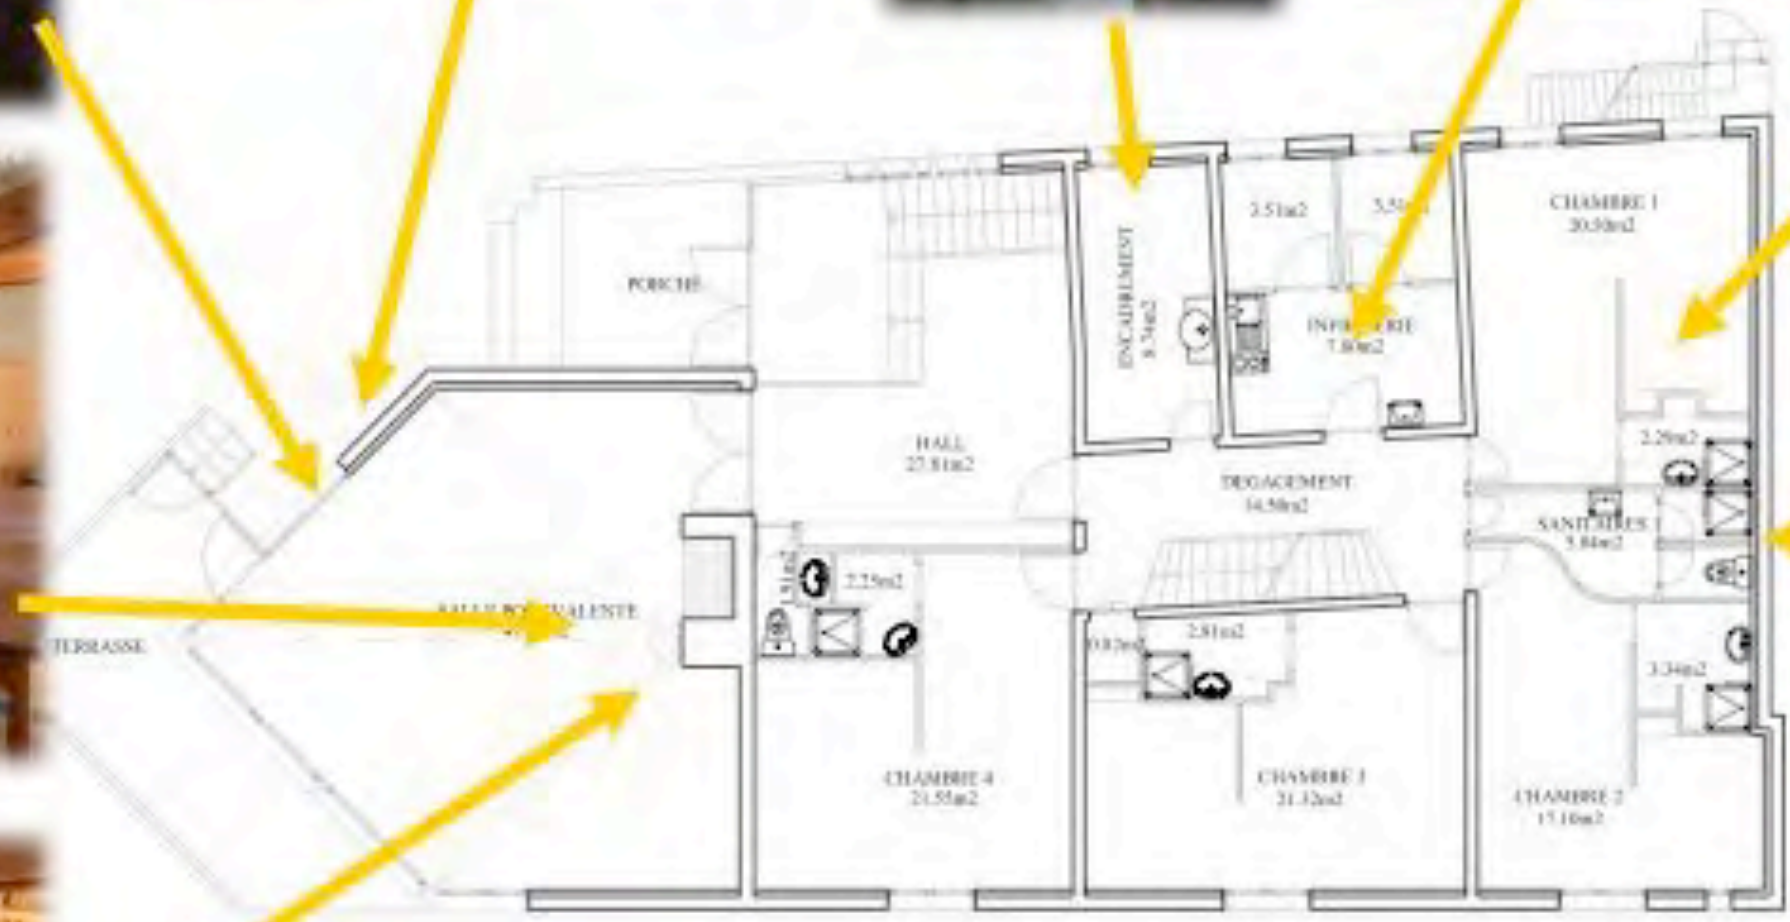 CHAMBRE 1
20.50m2
3.51m2
PORCHE
ENCADREMENT
8.74m2
7.80m2
HALL
27.81m2
2.29m2
DEGAGEMENT
14.50m2
SANITAIRES 1
5.84m2
2.25m2
TERRASSE
2.81m2
3.34m2
CHAMBRE 4
21.55m2
CHAMBRE 3
21.32m2
CHAMBRE 2
17.10m2